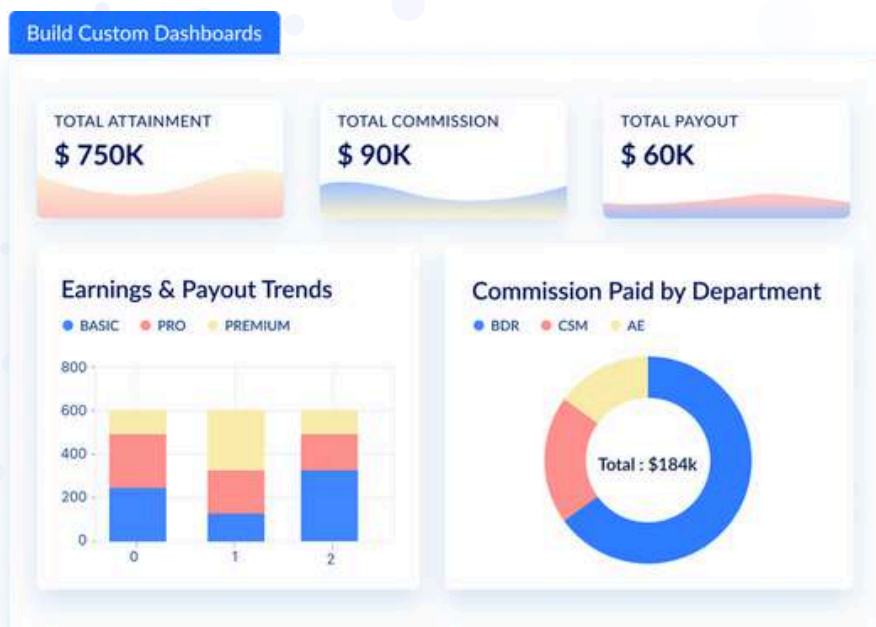 Build Custom Dashboards
TOTAL ATTAINMENT
$ 750K
TOTAL COMMISSION
$ 90K
TOTAL PAYOUT
$ 60K
Earnings & Payout Trends
BASIC PRO PREMIUM
800
600
400
200
0
0 1 2
Commission Paid by Department
BDR CSM AE
Total : $184k